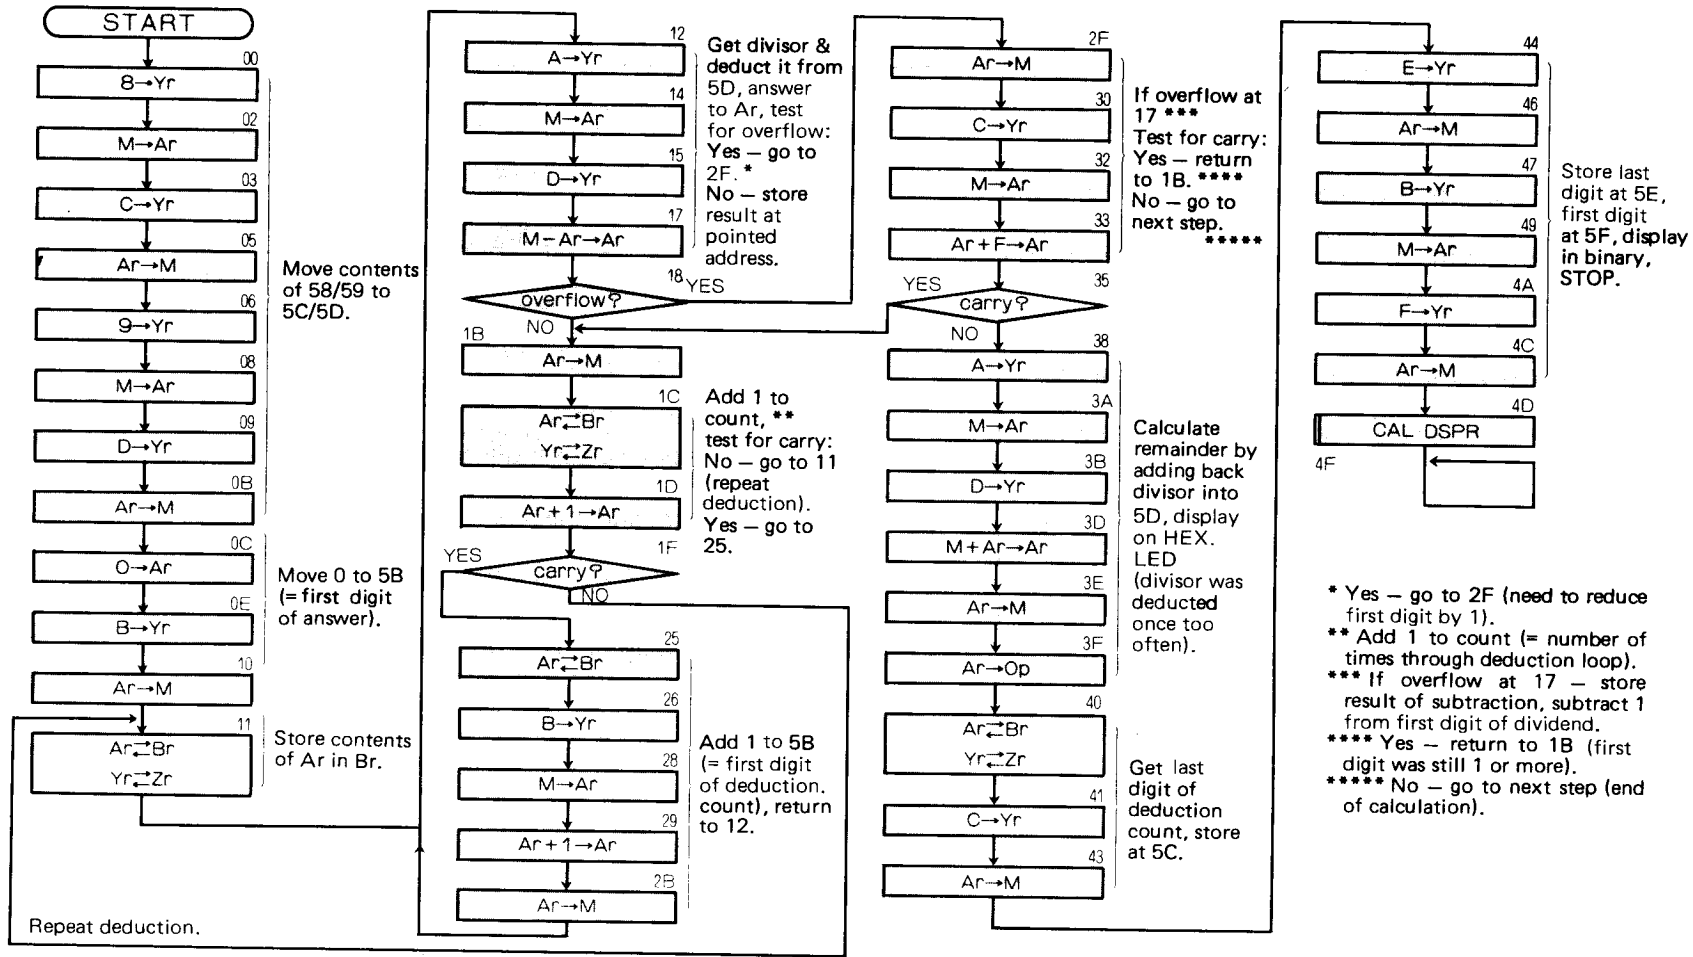 START
00
8→Yr
02
M→Ar
03
C→Yr
05
Ar→M
06
9→Yr
08
M→Ar
09
D→Yr
0B
Ar→M
Move contents
of 58/59 to
5C/5D.
0C
0→Ar
0E
B→Yr
10
Ar→M
Move 0 to 5B
(= first digit
of answer).
11
Ar⇄Br
Yr⇄Zr
Store contents
of Ar in Br.
Repeat deduction.
12
A→Yr
14
M→Ar
15
D→Yr
17
M−Ar→Ar
Get divisor &
deduct it from
5D, answer
to Ar, test
for overflow:
Yes – go to
2F. *
No – store
result at
pointed
address.
18
overflow?
YES
NO
1B
Ar→M
1C
Ar⇄Br
Yr⇄Zr
1D
Ar+1→Ar
Add 1 to
count, **
test for carry:
No – go to 11
(repeat
deduction).
Yes – go to
25.
1F
YES
carry?
NO
25
Ar⇄Br
26
B→Yr
28
M→Ar
29
Ar+1→Ar
2B
Ar→M
Add 1 to 5B
(= first digit
of deduction.
count), return
to 12.
2F
Ar→M
30
C→Yr
32
M→Ar
33
Ar+F→Ar
If overflow at
17 ***
Test for carry:
Yes – return
to 1B. ****
No – go to
next step.
*****
35
YES
carry?
NO
38
A→Yr
3A
M→Ar
3B
D→Yr
3D
M+Ar→Ar
3E
Ar→M
3F
Ar→Op
Calculate
remainder by
adding back
divisor into
5D, display
on HEX.
LED
(divisor was
deducted
once too
often).
40
Ar⇄Br
Yr⇄Zr
41
C→Yr
43
Ar→M
Get last
digit of
deduction
count, store
at 5C.
44
E→Yr
46
Ar→M
47
B→Yr
49
M→Ar
4A
F→Yr
4C
Ar→M
Store last
digit at 5E,
first digit
at 5F, display
in binary,
STOP.
4D
CAL DSPR
4F
* Yes – go to 2F (need to reduce
first digit by 1).
** Add 1 to count (= number of
times through deduction loop).
*** If overflow at 17 – store
result of subtraction, subtract 1
from first digit of dividend.
**** Yes – return to 1B (first
digit was still 1 or more).
***** No – go to next step (end
of calculation).